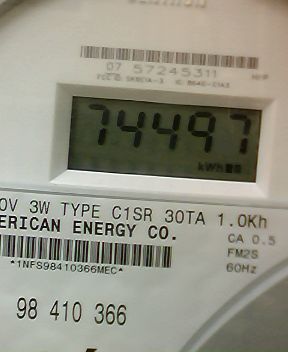 07 57245311
74497
kWh
0V 3W TYPE C1SR 30TA 1.0Kh
ERICAN ENERGY CO.
CA 0.5
FM2S
60Hz
*1NFS98410366MEC*
98 410 366